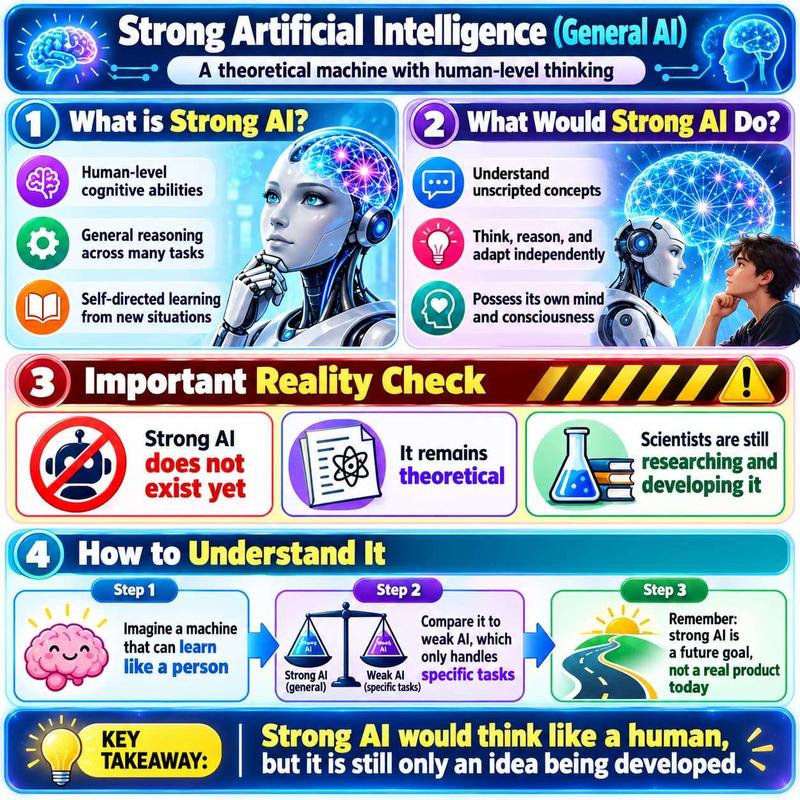 Strong Artificial Intelligence (General AI)
A theoretical machine with human-level thinking
1 What is Strong AI?
Human-level
cognitive abilities
General reasoning
across many tasks
Self-directed learning
from new situations
2 What Would Strong AI Do?
Understand
unscripted concepts
Think, reason, and
adapt independently
Possess its own mind
and consciousness
3 Important Reality Check
!
Strong AI
does not
exist yet
It remains
theoretical
Scientists are still
researching and
developing it
4 How to Understand It
Step 1
Imagine a machine
that can learn
like a person
Step 2
Strong AI
(general)
Weak AI
(specific tasks)
Compare it to
weak AI, which
only handles
specific tasks
Step 3
Remember:
strong AI is
a future goal,
not a real product
today
KEY
TAKEAWAY:
Strong AI would think like a human,
but it is still only an idea being developed.